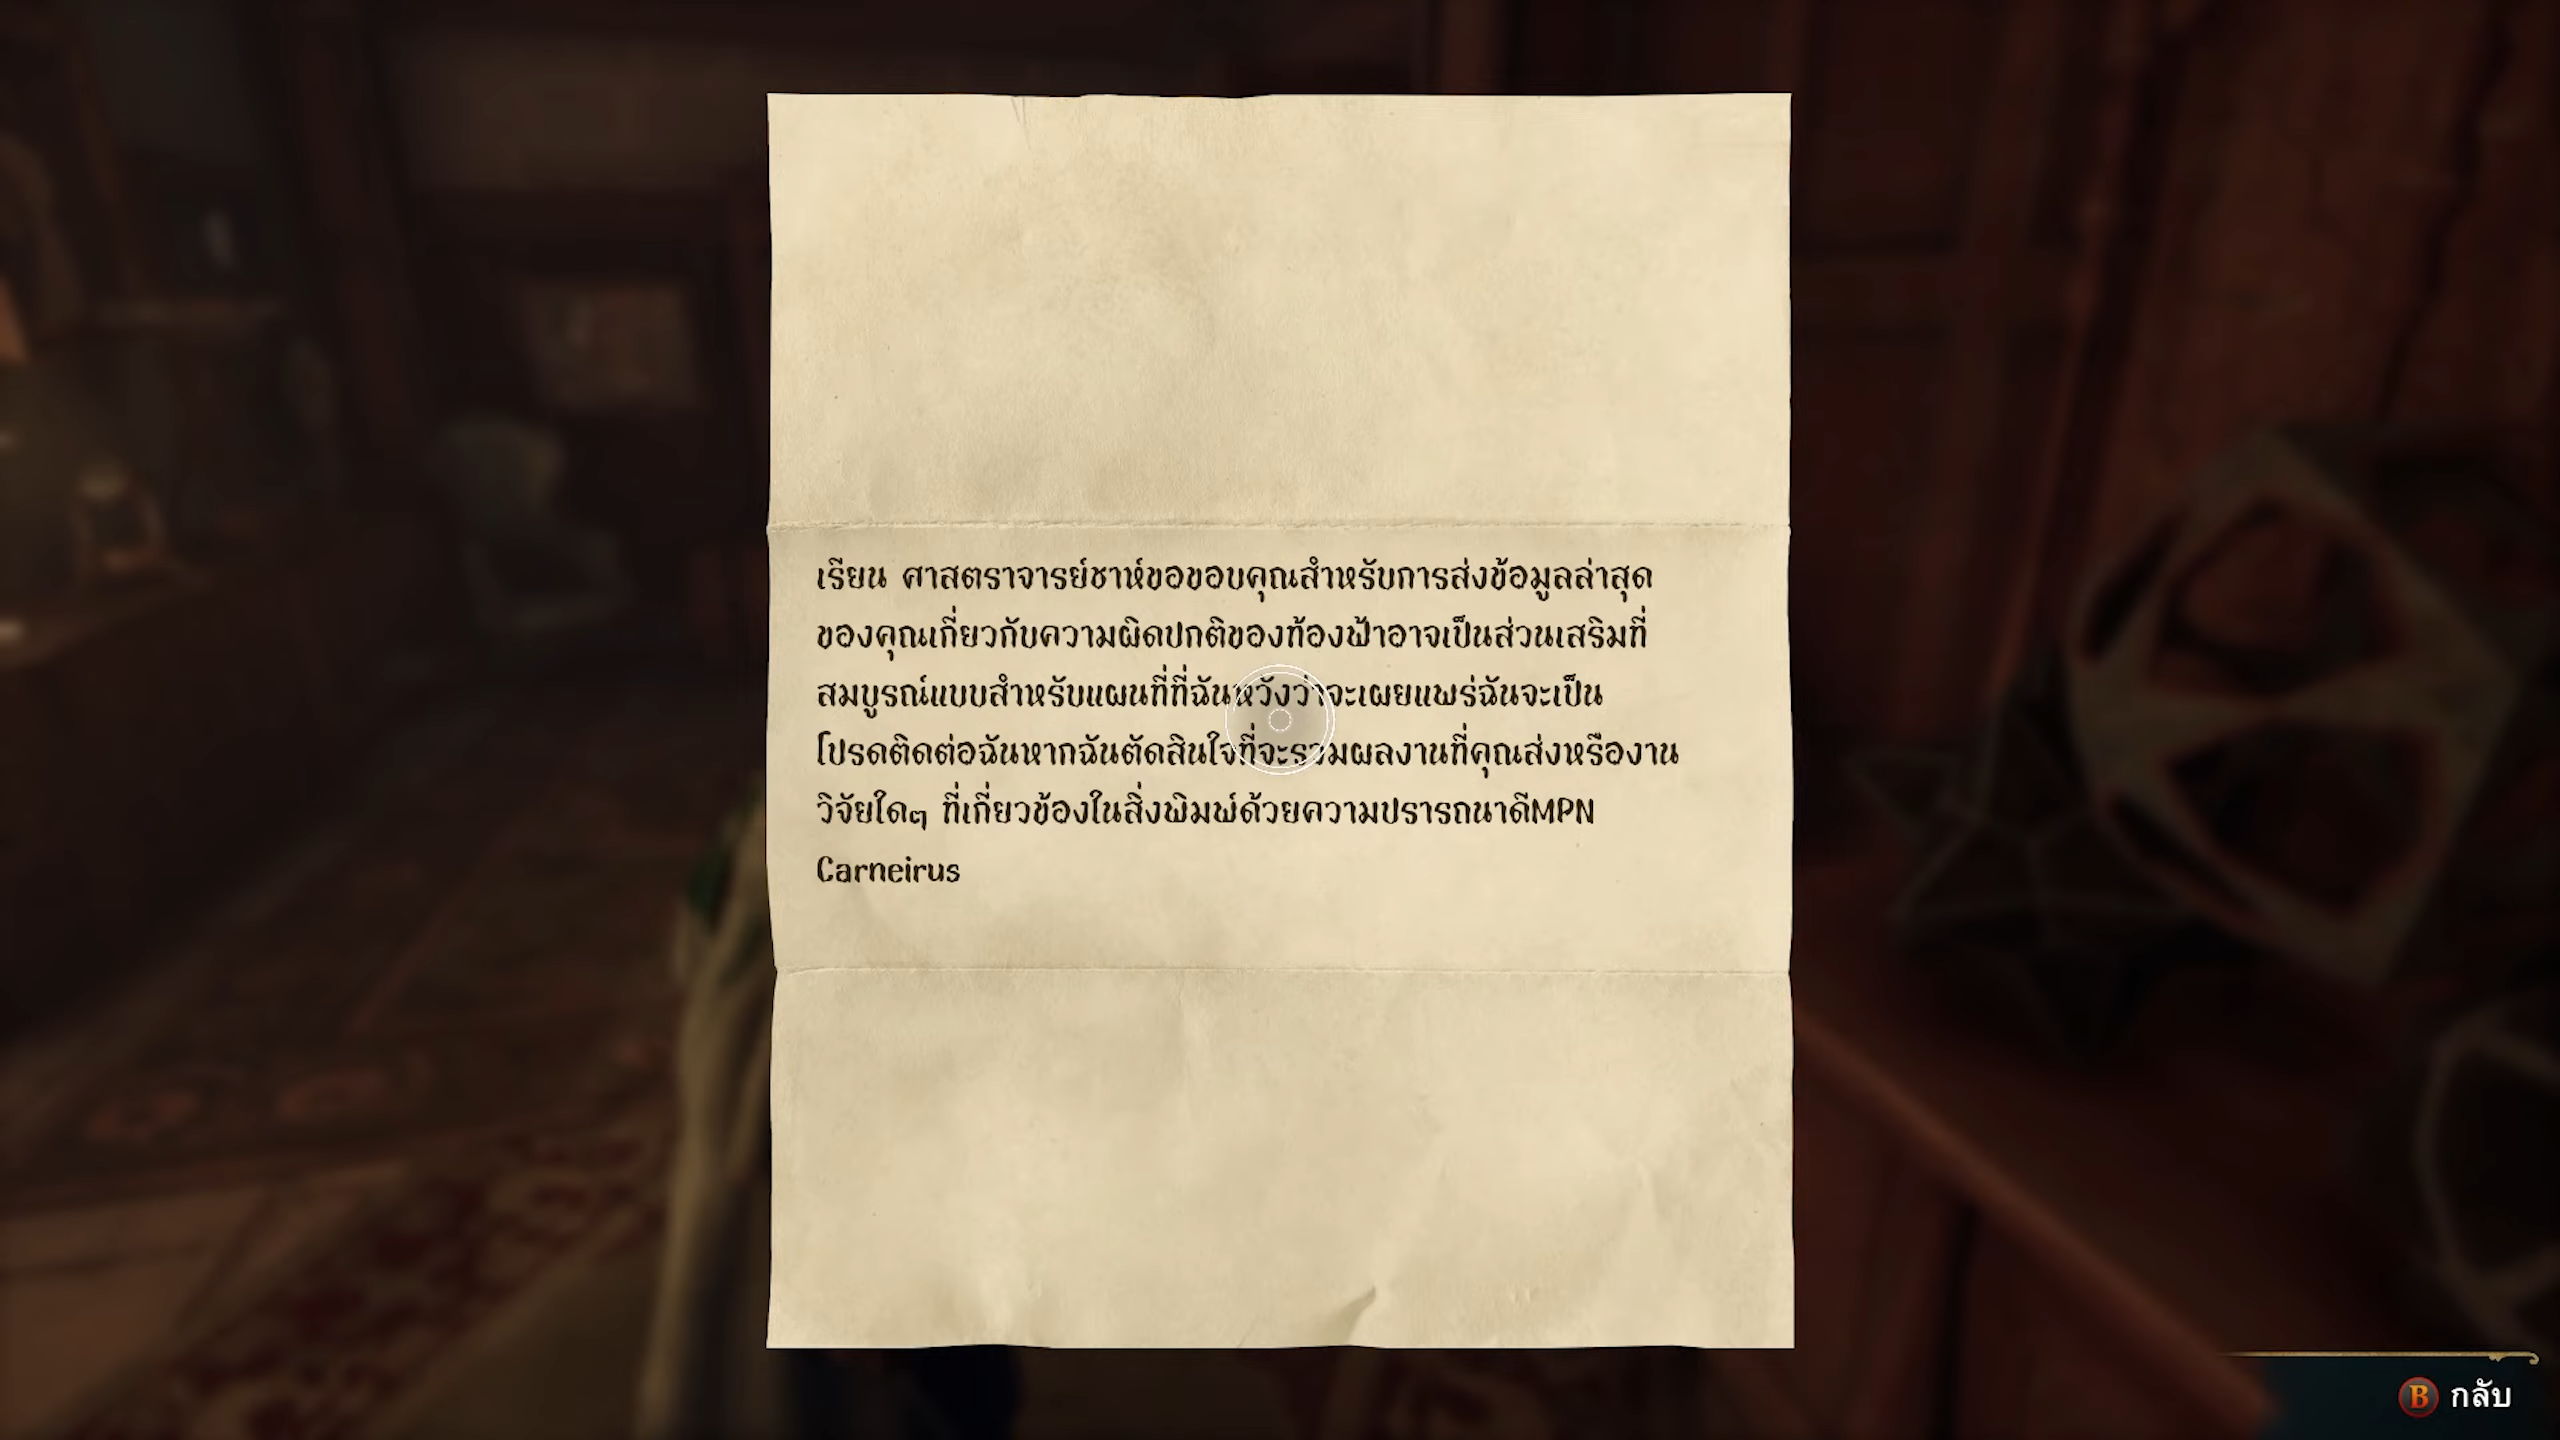 เรียน ศาสตราจารย์ชาห์ขอขอบคุณสำหรับการส่งข้อมูลล่าสุด
ของคุณเกี่ยวกับความผิดปกติของท้องฟ้าอาจเป็นส่วนเสริมที่
สมบูรณ์แบบสำหรับแผนที่ที่ฉันหวังว่าจะเผยแพร่ฉันจะเป็น
โปรดติดต่อฉันหากฉันตัดสินใจที่จะรวมผลงานที่คุณส่งหรืองาน
วิจัยใดๆ ที่เกี่ยวข้องในสิ่งพิมพ์ด้วยความปรารถนาดีMPN
Carneirus
B กลับ